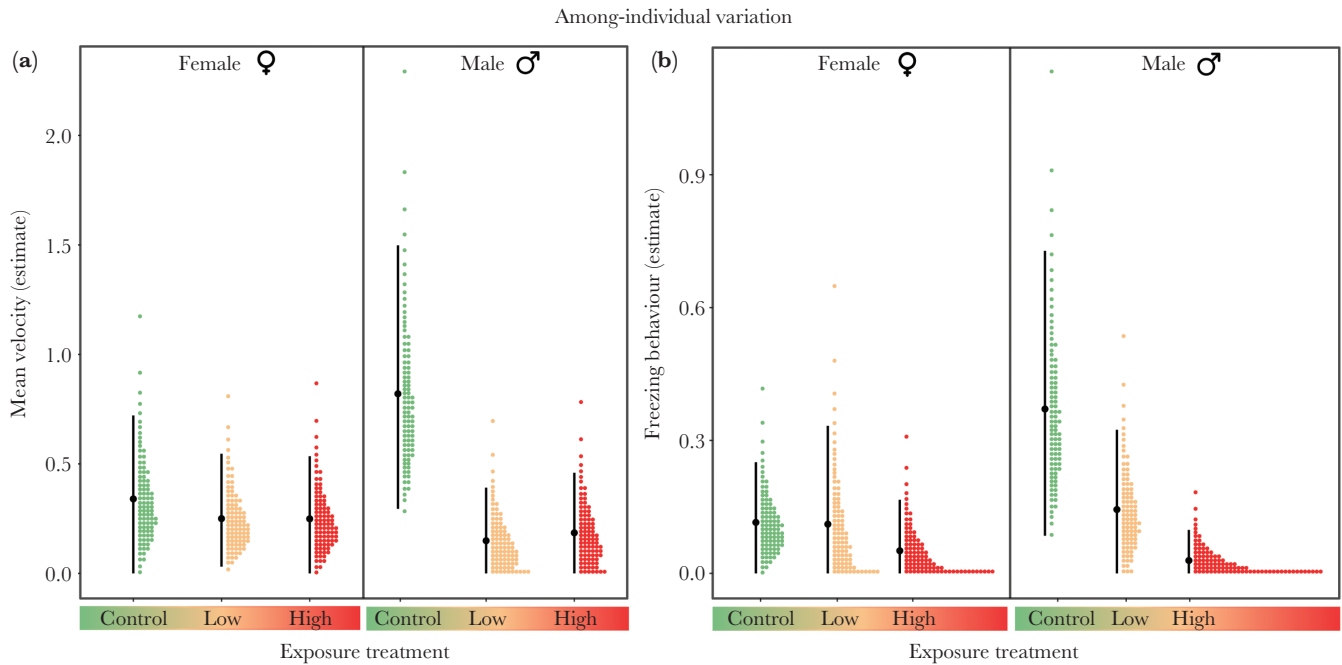 Among-individual variation
(a)
Female ♀
Male ♂
Mean velocity (estimate)
2.0
1.5
1.0
0.5
0.0
Control Low High
Control Low High
Exposure treatment
(b)
Female ♀
Male ♂
Freezing behaviour (estimate)
0.9
0.6
0.3
0.0
Control Low High
Control Low High
Exposure treatment